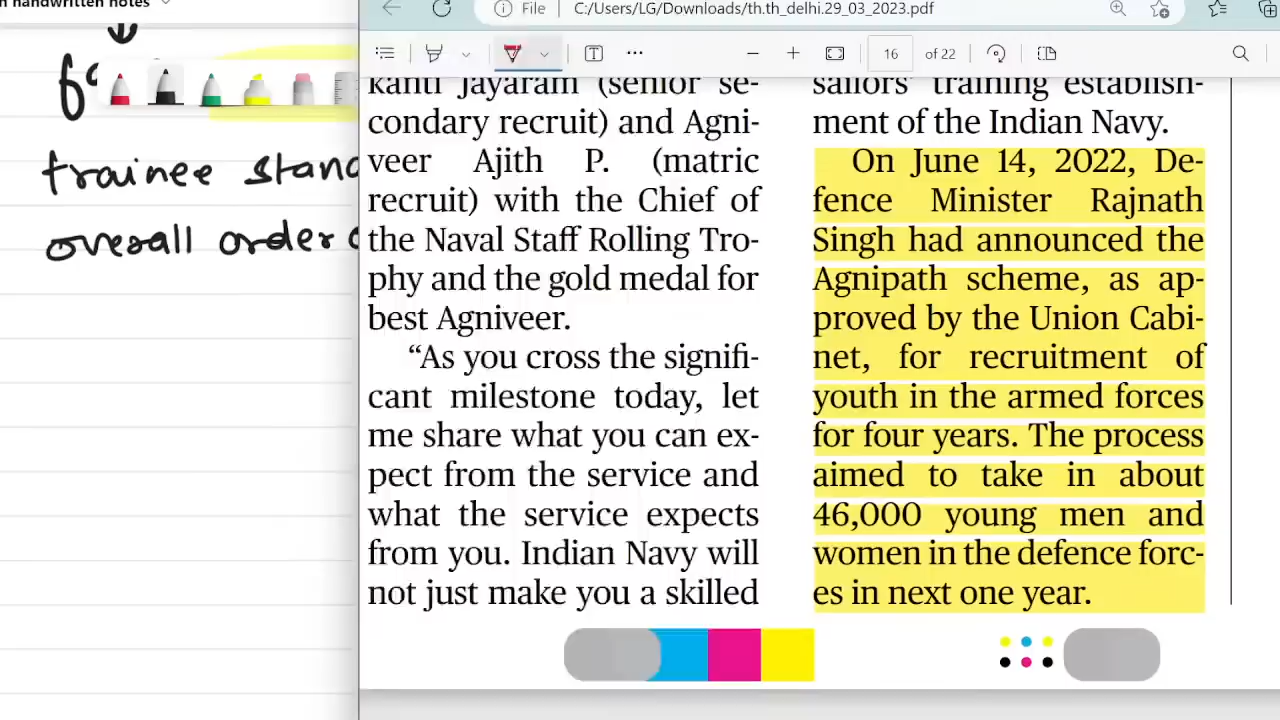 n handwritten notes
File
C:/Users/LG/Downloads/th.th_delhi.29_03_2023.pdf
16
of 22
trainee stand
overall order
kanti Jayaram (senior se-
condary recruit) and Agni-
veer Ajith P. (matric
recruit) with the Chief of
the Naval Staff Rolling Tro-
phy and the gold medal for
best Agniveer.
“As you cross the signifi-
cant milestone today, let
me share what you can ex-
pect from the service and
what the service expects
from you. Indian Navy will
not just make you a skilled
sailors’ training establish-
ment of the Indian Navy.
On June 14, 2022, De-
fence Minister Rajnath
Singh had announced the
Agnipath scheme, as ap-
proved by the Union Cabi-
net, for recruitment of
youth in the armed forces
for four years. The process
aimed to take in about
46,000 young men and
women in the defence forc-
es in next one year.